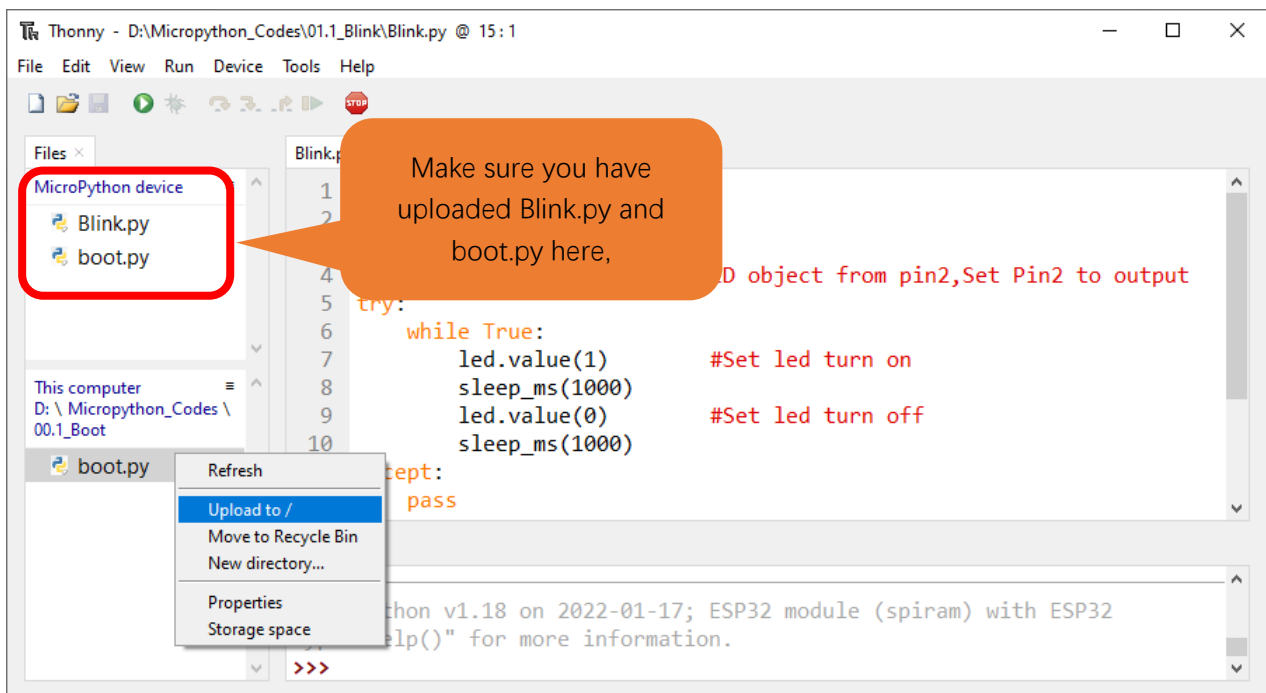 Thonny - D:\Micropython_Codes\01.1_Blink\Blink.py @ 15 : 1
File Edit View Run Device Tools Help
STOP
Files
MicroPython device
Blink.py
boot.py
This computer
D: \ Micropython_Codes \
00.1_Boot
boot.py
Refresh
Upload to /
Move to Recycle Bin
New directory...
Properties
Storage space
Make sure you have
uploaded Blink.py and
boot.py here,
1
2
4 object from pin2,Set Pin2 to output
5 try:
6 while True:
7 led.value(1) #Set led turn on
8 sleep_ms(1000)
9 led.value(0) #Set led turn off
10 sleep_ms(1000)
pass
v1.18 on 2022-01-17; ESP32 module (spiram) with ESP32
for more information.
>>>